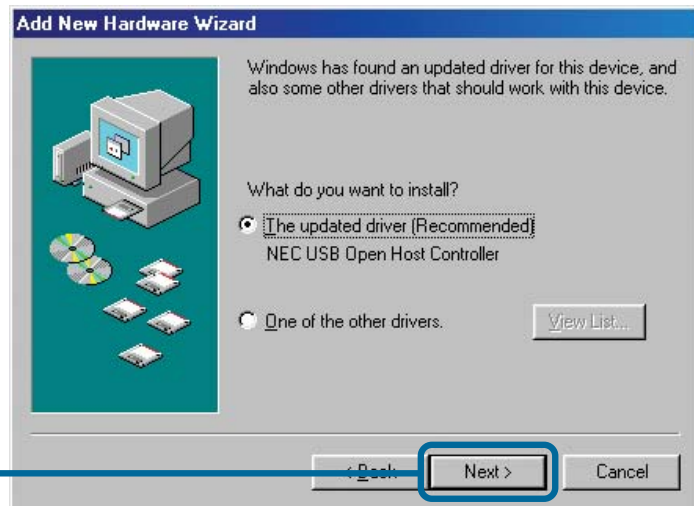 Add New Hardware Wizard
Windows has found an updated driver for this device, and
also some other drivers that should work with this device.
What do you want to install?
The updated driver (Recommended)
NEC USB Open Host Controller
One of the other drivers.
View List...
< Back
Next >
Cancel